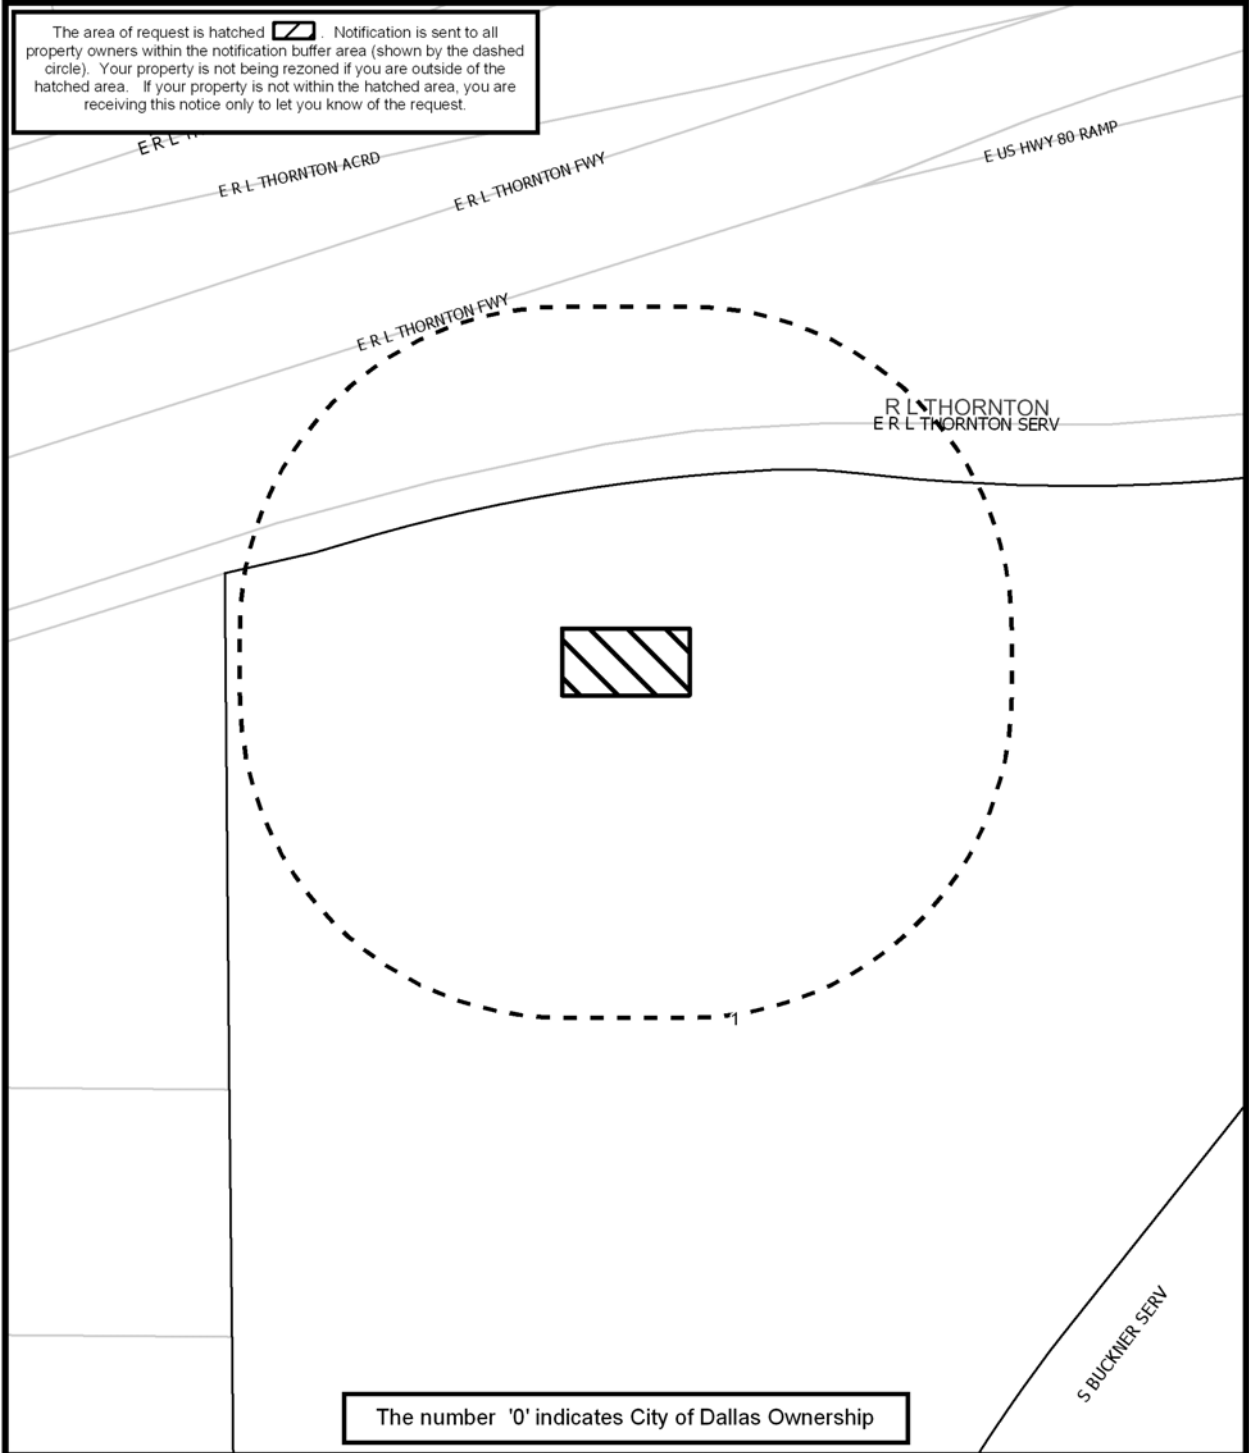 The area of request is hatched . Notification is sent to all
property owners within the notification buffer area (shown by the dashed
circle). Your property is not being rezoned if you are outside of the
hatched area. If your property is not within the hatched area, you are
receiving this notice only to let you know of the request.
E R L
E R L THORNTON ACRD
E R L THORNTON FWY
E US HWY 80 RAMP
E R L THORNTON FWY
R L THORNTON
E R L THORNTON SERV
1
S BUCKNER SERV
The number '0' indicates City of Dallas Ownership